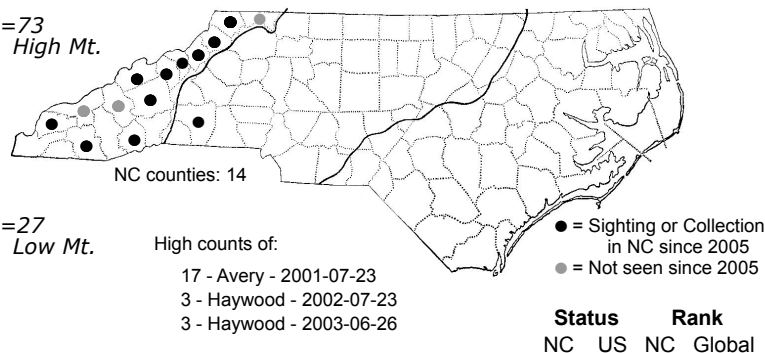 =73
High Mt.
NC counties: 14
=27
Low Mt.
High counts of:
17 - Avery - 2001-07-23
3 - Haywood - 2002-07-23
3 - Haywood - 2003-06-26
= Sighting or Collection
in NC since 2005
= Not seen since 2005
Status Rank
NC US NC Global